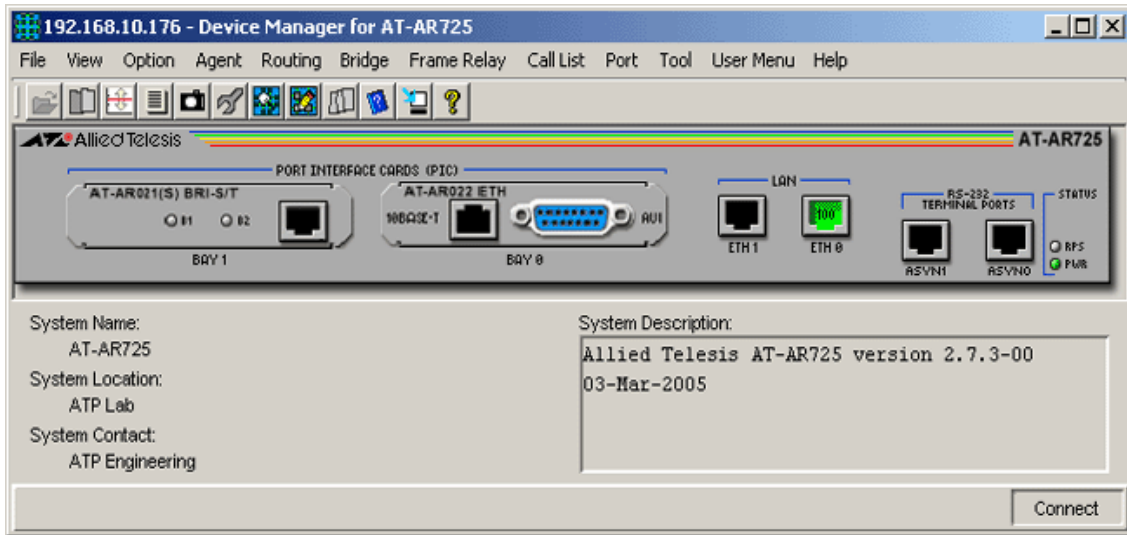 192.168.10.176 - Device Manager for AT-AR725
File View Option Agent Routing Bridge Frame Relay Call List Port Tool User Menu Help
Allied Telesis AT-AR725
PORT INTERFACE CARDS (PIC) LAN
AT-AR021(S) BRI-S/T AT-AR022 ETH RS-232 TERMINAL PORTS STATUS
B1 B2 10BASE-T AUI 100
ETH 1 ETH 0 RPS
BAY 1 BAY 0 ASYN1 ASYN0 PWR
System Name:
AT-AR725
System Location:
ATP Lab
System Contact:
ATP Engineering
System Description:
Allied Telesis AT-AR725 version 2.7.3-00
03-Mar-2005
Connect